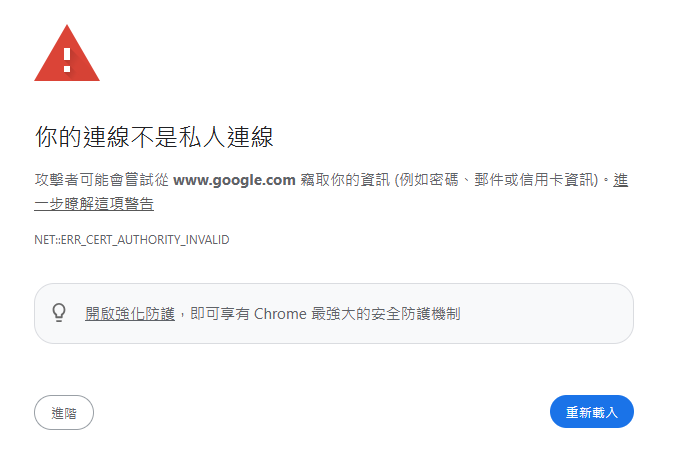 你的連線不是私人連線
攻擊者可能會嘗試從 www.google.com 竊取你的資訊 (例如密碼、郵件或信用卡資訊)。進
一步瞭解這項警告
NET::ERR_CERT_AUTHORITY_INVALID
開啟強化防護，即可享有 Chrome 最強大的安全防護機制
進階
重新載入